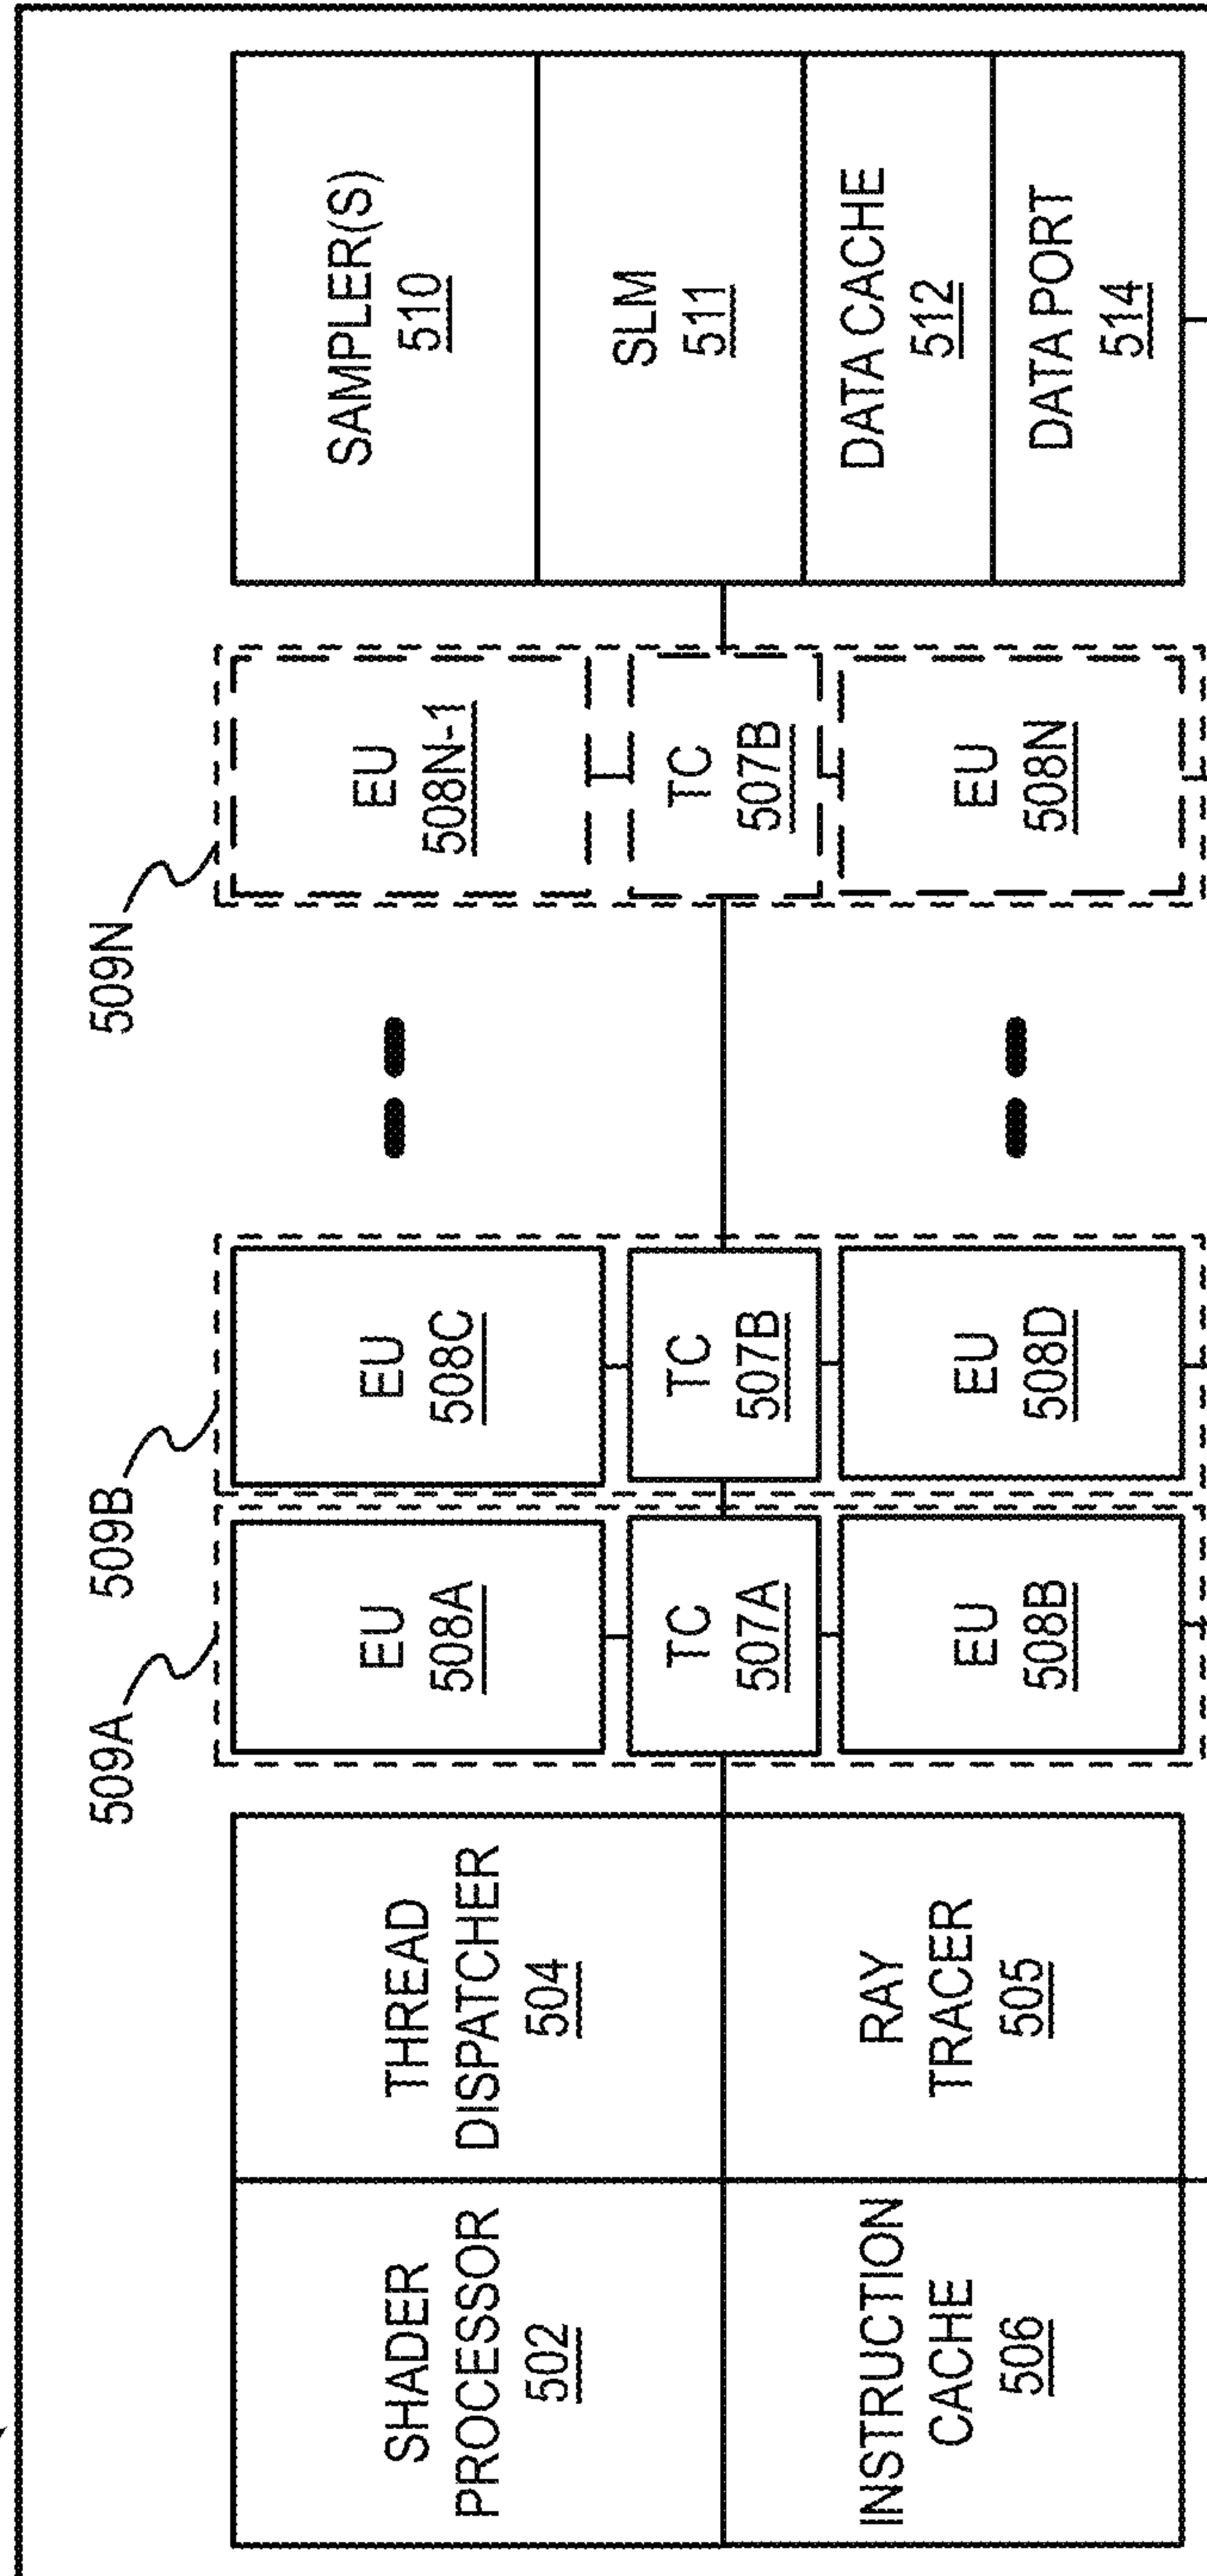 509A
509B
509N
SHADER
PROCESSOR
502
THREAD
DISPATCHER
504
INSTRUCTION
CACHE
506
RAY
TRACER
505
EU
508A
TC
507A
EU
508B
EU
508C
TC
507B
EU
508D
EU
508N-1
TC
507B
EU
508N
SAMPLER(S)
510
SLM
511
DATA CACHE
512
DATA PORT
514